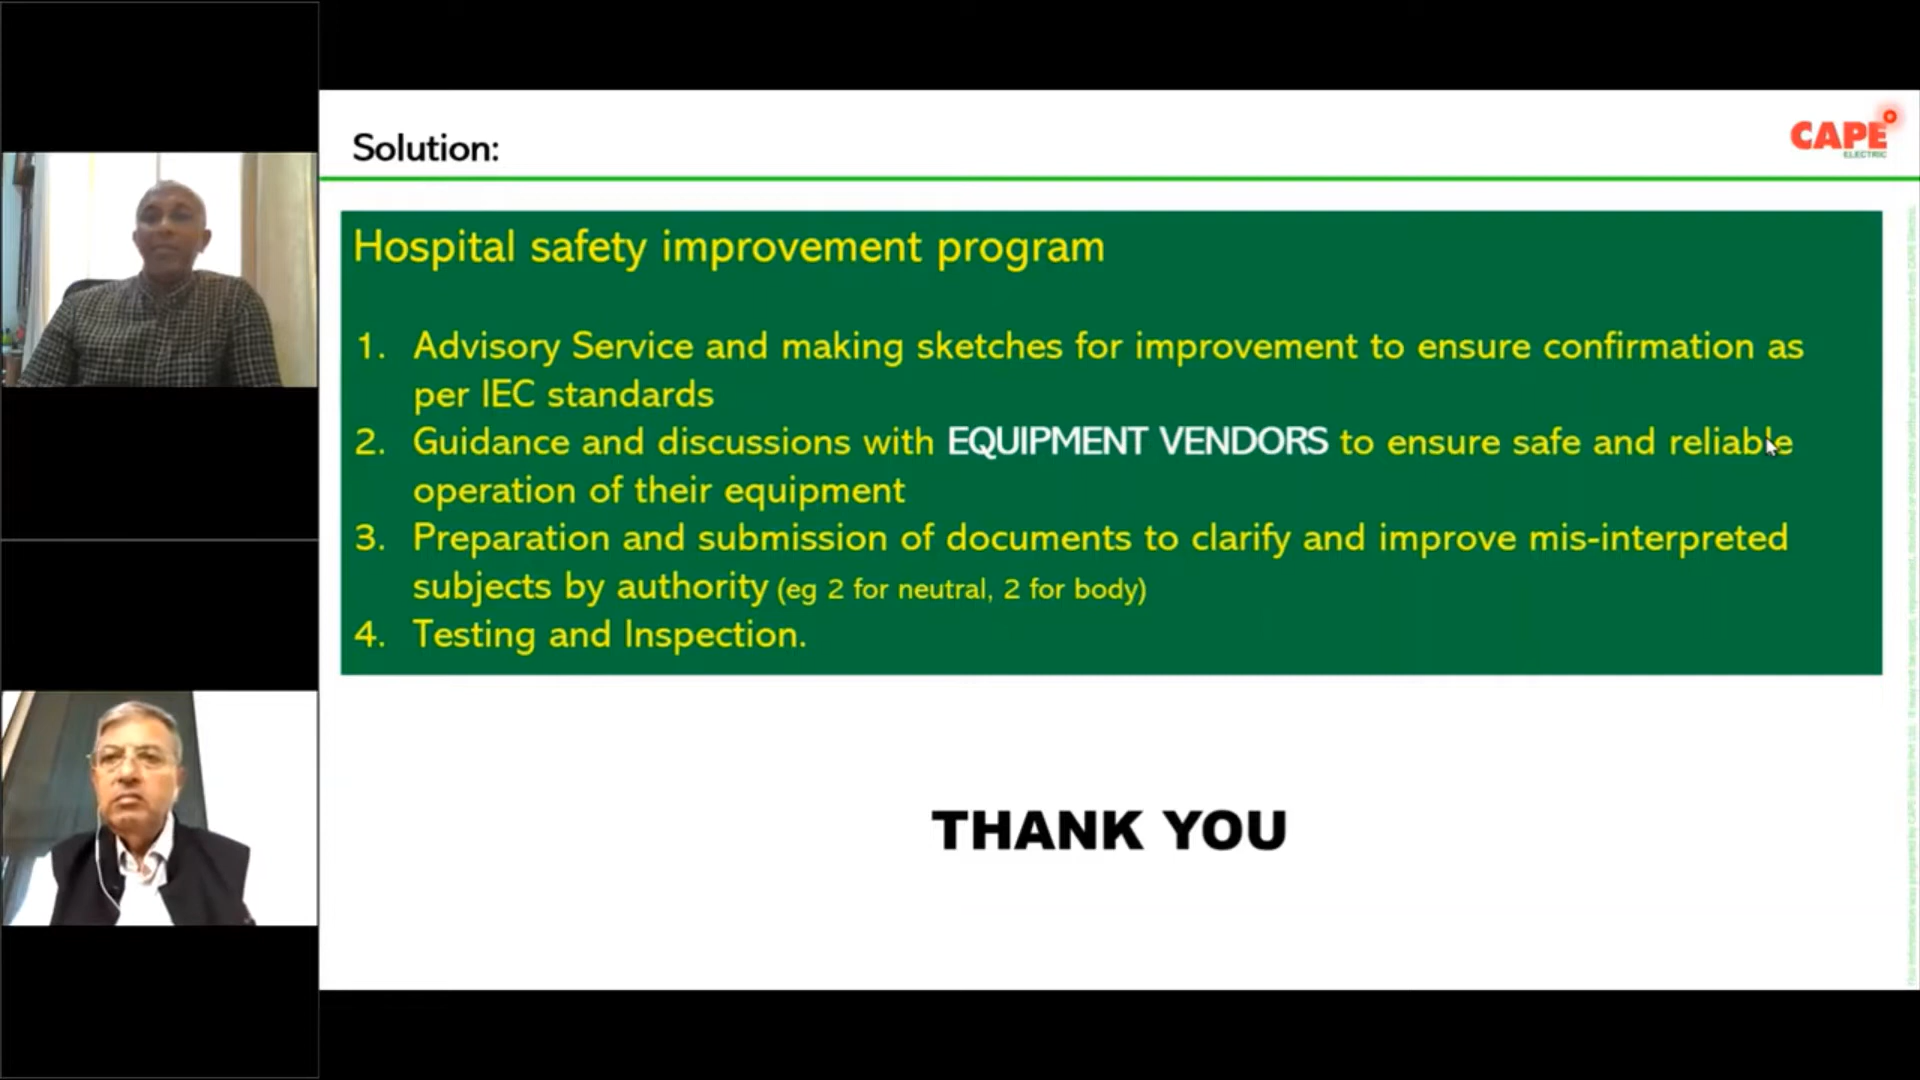 Solution:
CAPE
ELECTRIC
Hospital safety improvement program
1. Advisory Service and making sketches for improvement to ensure confirmation as
per IEC standards
2. Guidance and discussions with EQUIPMENT VENDORS to ensure safe and reliable
operation of their equipment
3. Preparation and submission of documents to clarify and improve mis-interpreted
subjects by authority (eg 2 for neutral, 2 for body)
4. Testing and Inspection.
THANK YOU